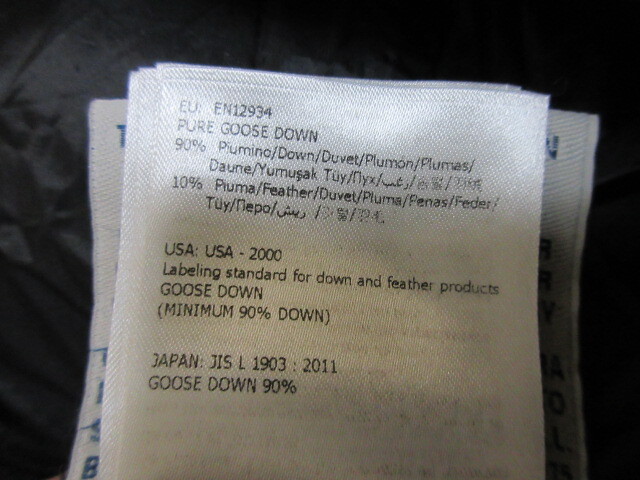 EU: EN12934
PURE GOOSE DOWN
90% Piumino/Down/Duvet/Plumon/Plumas/
Daune/Yumuşak Tüy/Пух/زغب/
10% Piuma/Feather/Duvet/Pluma/Penas/Feder/
Tüy/Перо/ريش/
USA: USA - 2000
Labeling standard for down and feather products
GOOSE DOWN
(MINIMUM 90% DOWN)
JAPAN: JIS L 1903 : 2011
GOOSE DOWN 90%